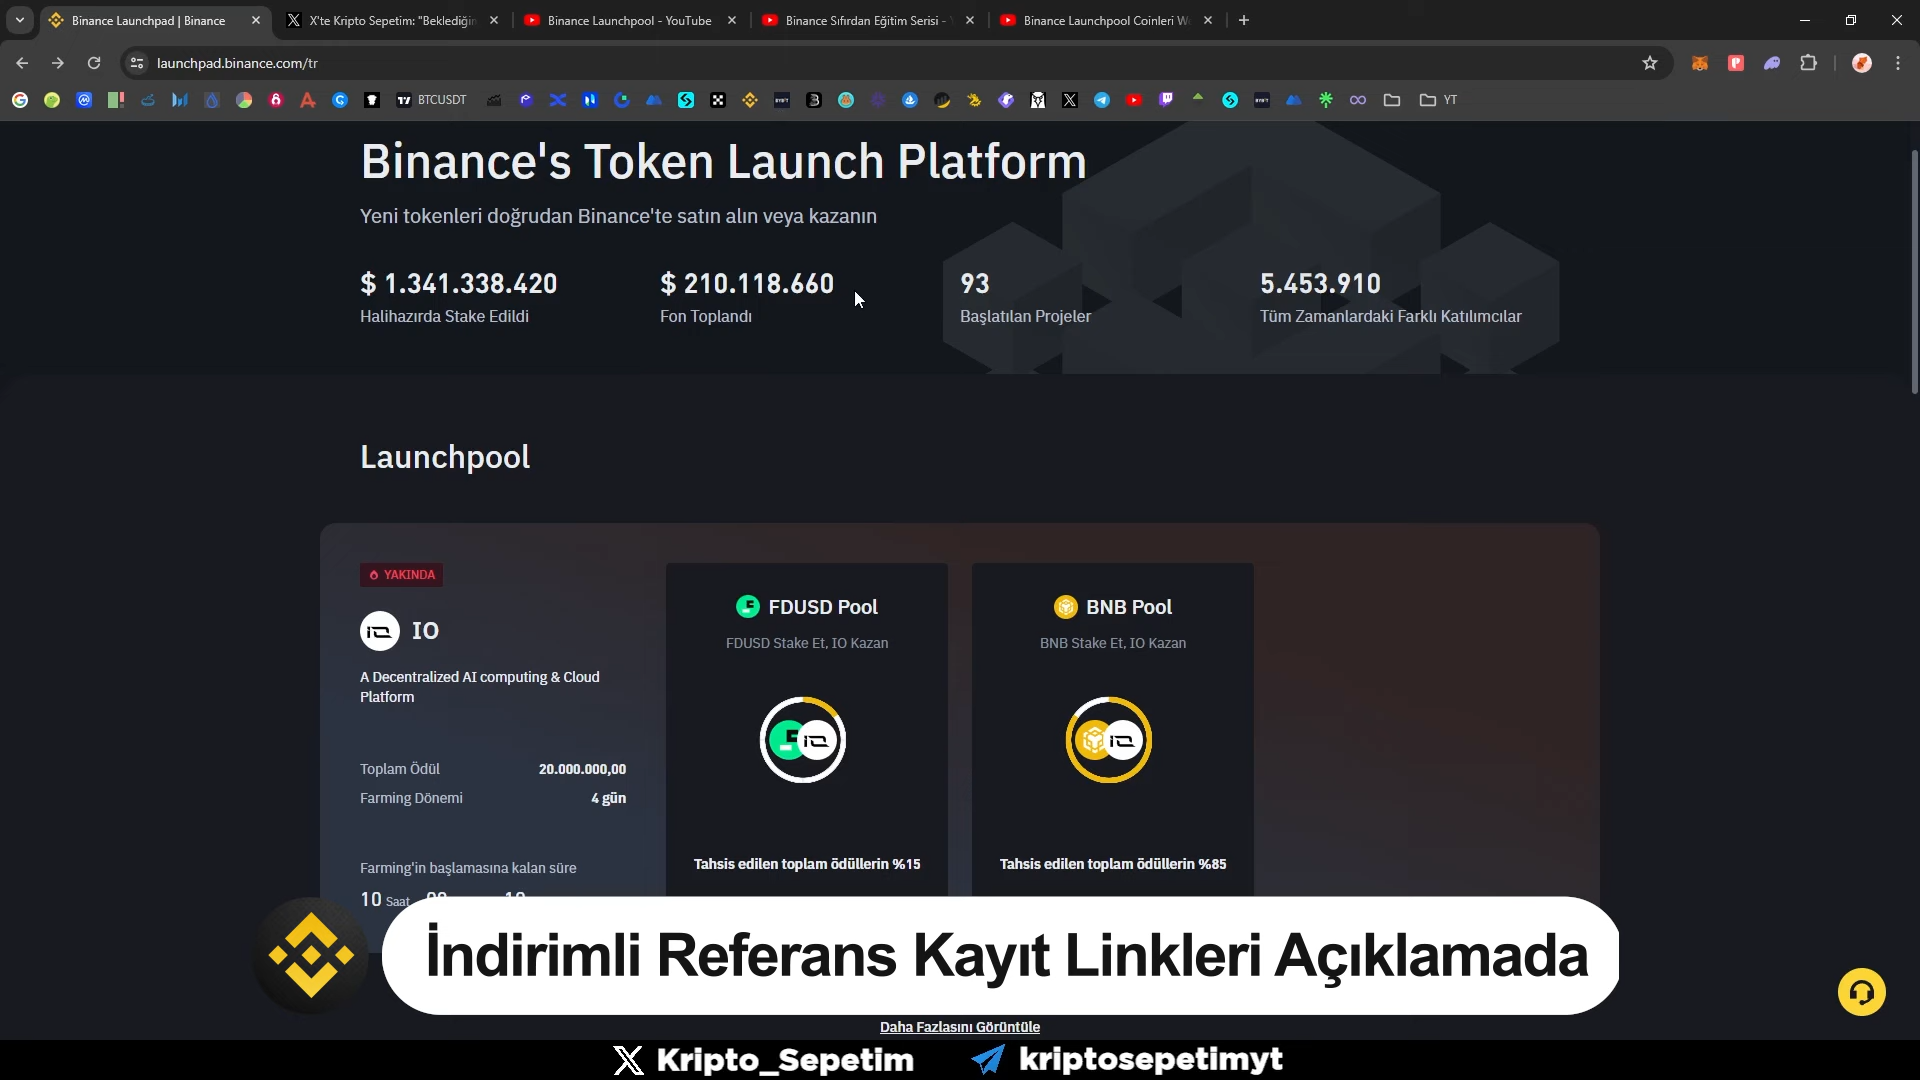 Binance Launchpad | Binance
X'te Kripto Sepetim: "Beklediğin
Binance Launchpool - YouTube
Binance Sıfırdan Eğitim Serisi -
Binance Launchpool Coinleri
launchpad.binance.com/tr
BTCUSDT
YT
Binance's Token Launch Platform
Yeni tokenleri doğrudan Binance'te satın alın veya kazanın
$ 1.341.338.420
Halihazırda Stake Edildi
$ 210.118.660
Fon Toplandı
93
Başlatılan Projeler
5.453.910
Tüm Zamanlardaki Farklı Katılımcılar
Launchpool
YAKINDA
IO
A Decentralized AI computing & Cloud
Platform
Toplam Ödül 20.000.000,00
Farming Dönemi 4 gün
Farming'in başlamasına kalan süre
10 Saat
FDUSD Pool
FDUSD Stake Et, IO Kazan
Tahsis edilen toplam ödüllerin %15
BNB Pool
BNB Stake Et, IO Kazan
Tahsis edilen toplam ödüllerin %85
İndirimli Referans Kayıt Linkleri Açıklamada
Daha Fazlasını Görüntüle
Kripto_Sepetim
kriptosepetimyt